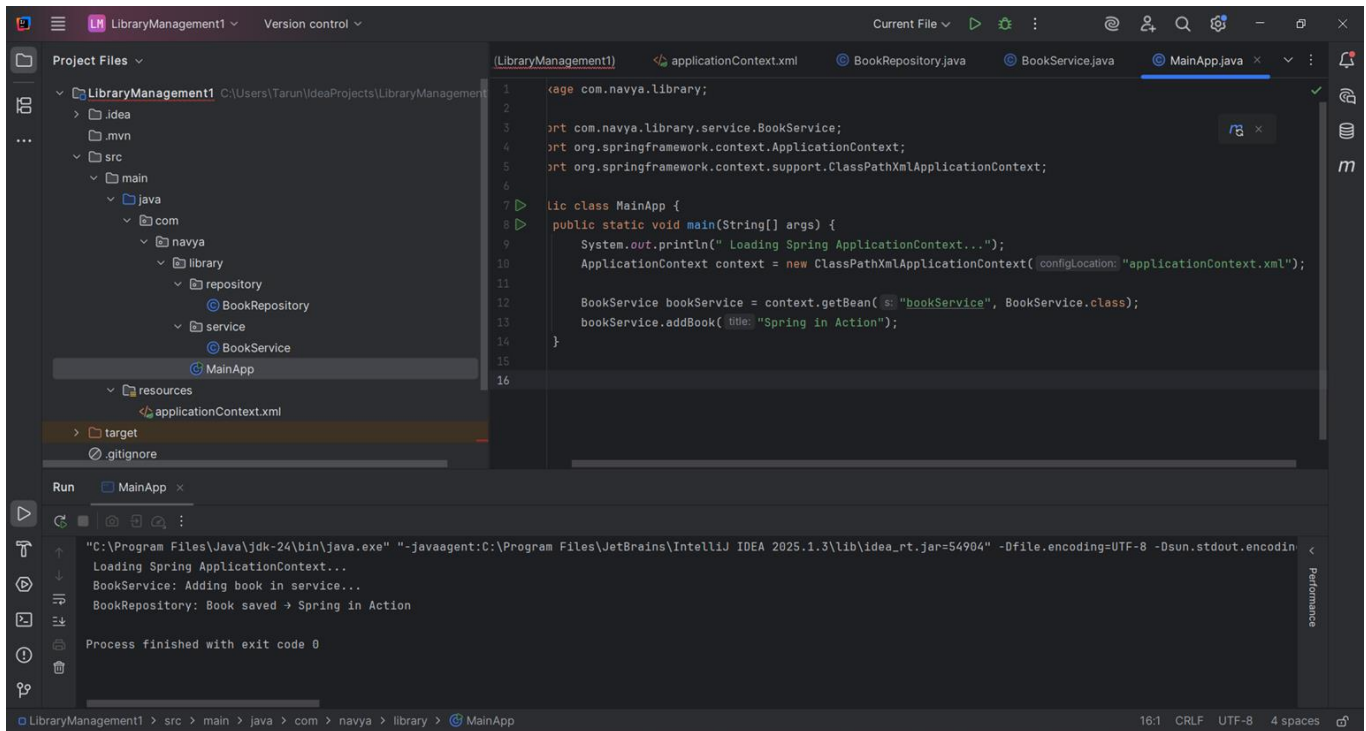 LM LibraryManagement1 Version control Current File
Project Files
(LibraryManagement1) applicationContext.xml BookRepository.java BookService.java MainApp.java
LibraryManagement1 C:\Users\Tarun\IdeaProjects\LibraryManagement
.idea
.mvn
src
main
java
com
navya
library
repository
BookRepository
service
BookService
MainApp
resources
applicationContext.xml
target
.gitignore
1 kage com.navya.library;
2
3 ort com.navya.library.service.BookService;
4 ort org.springframework.context.ApplicationContext;
5 ort org.springframework.context.support.ClassPathXmlApplicationContext;
6
7 lic class MainApp {
8 public static void main(String[] args) {
9 System.out.println(" Loading Spring ApplicationContext...");
10 ApplicationContext context = new ClassPathXmlApplicationContext( configLocation: "applicationContext.xml");
11
12 BookService bookService = context.getBean( s: "bookService", BookService.class);
13 bookService.addBook( title: "Spring in Action");
14 }
15
16
m
Run MainApp
"C:\Program Files\Java\jdk-24\bin\java.exe" "-javaagent:C:\Program Files\JetBrains\IntelliJ IDEA 2025.1.3\lib\idea_rt.jar=54904" -Dfile.encoding=UTF-8 -Dsun.stdout.encodin
Loading Spring ApplicationContext...
BookService: Adding book in service...
BookRepository: Book saved → Spring in Action
Process finished with exit code 0
Performance
LibraryManagement1 > src > main > java > com > navya > library > MainApp 16:1 CRLF UTF-8 4 spaces